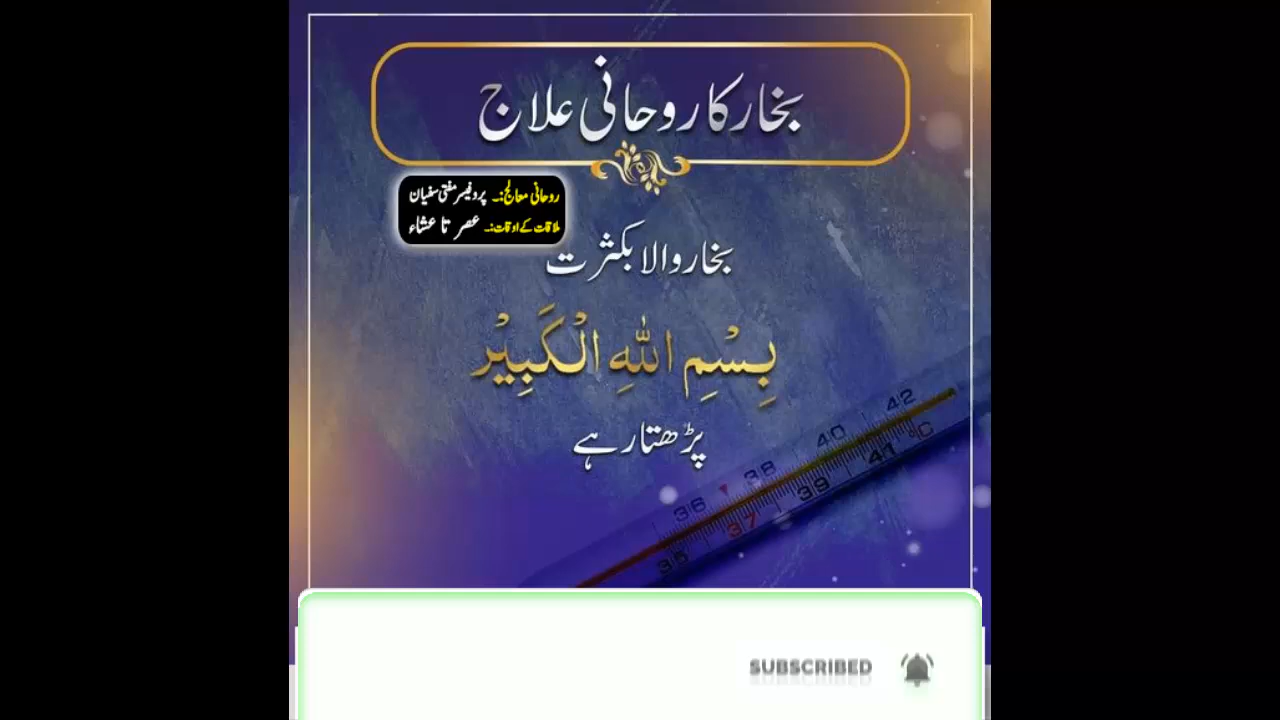 بخار کا روحانی علاج
روحانی معالج:۔ پروفیسر مفتی سفیان
ملاقات کے اوقات:۔ عصر تا عشاء
بخار والا بکثرت
بِسْمِ اللهِ الْكَبِيْر
پڑھتا رہے
42
40
°C
41
38
39
36
37
35
SUBSCRIBED